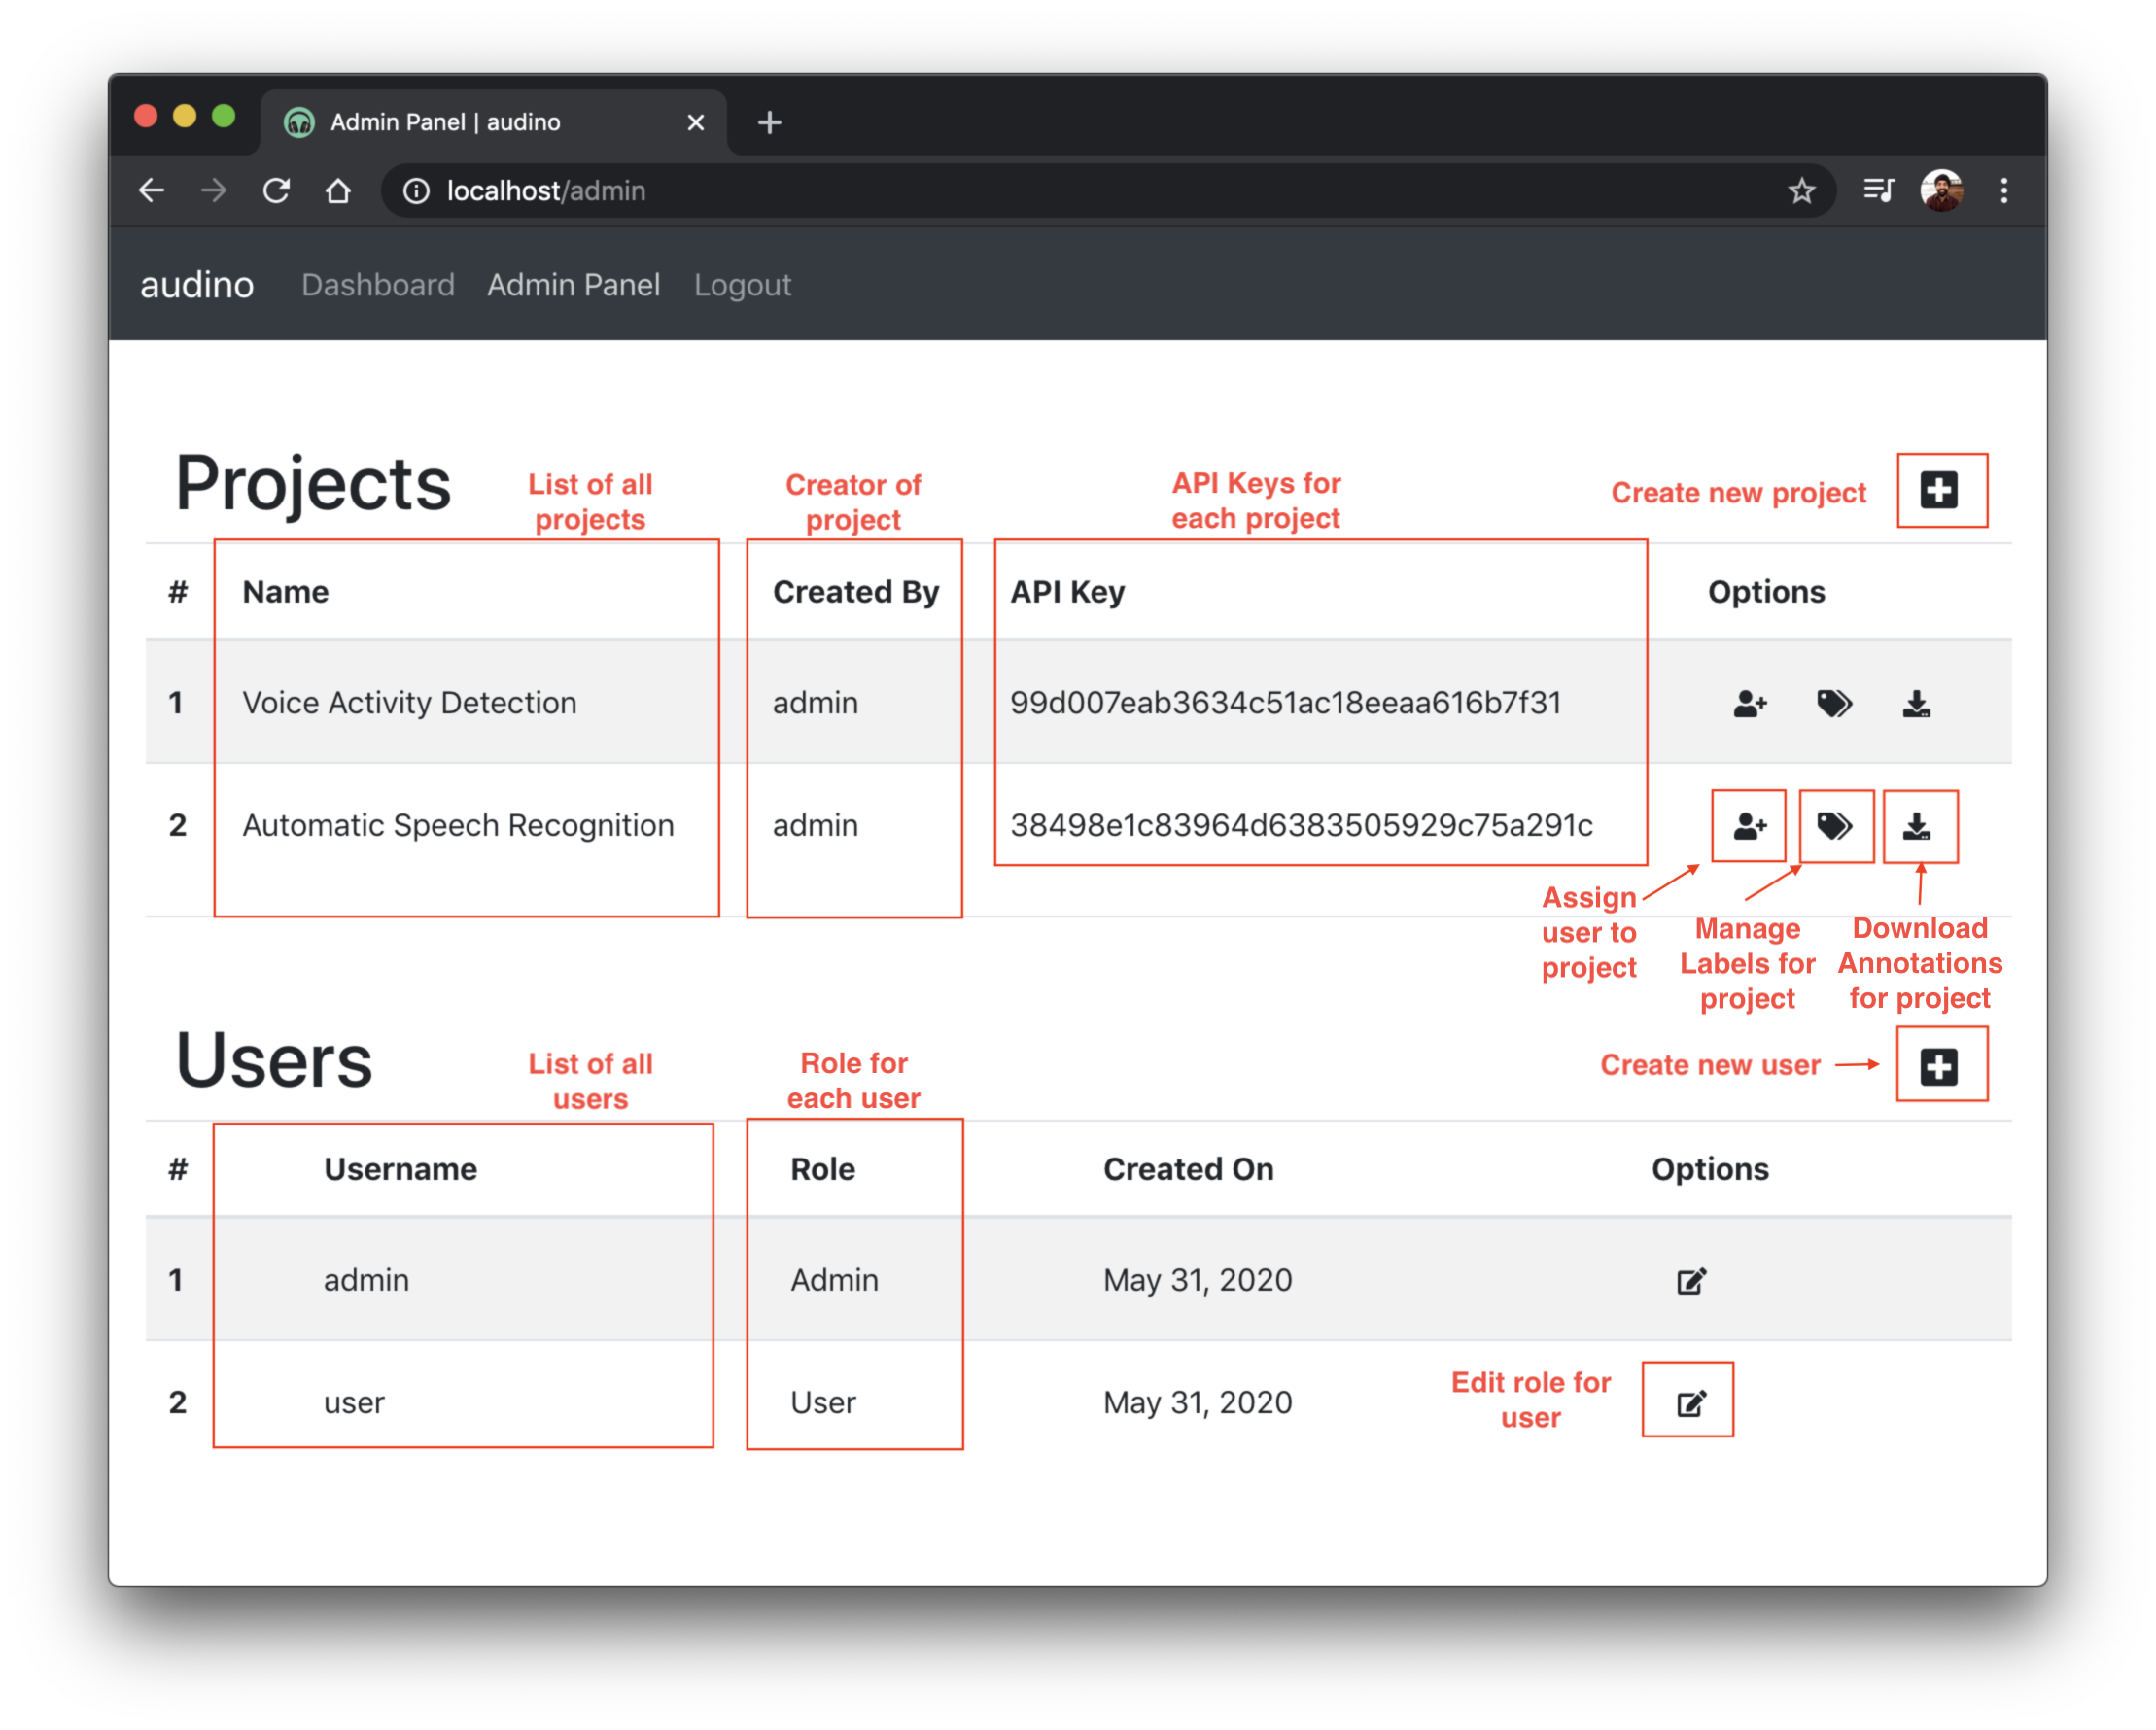 Admin Panel | audino
localhost/admin
audino Dashboard Admin Panel Logout
Projects
List of all
projects
Creator of
project
API Keys for
each project
Create new project
# Name Created By API Key Options
1 Voice Activity Detection admin 99d007eab3634c51ac18eeaa616b7f31
2 Automatic Speech Recognition admin 38498e1c83964d6383505929c75a291c
Assign
user to
project
Manage
Labels for
project
Download
Annotations
for project
Users
List of all
users
Role for
each user
Create new user
# Username Role Created On Options
1 admin Admin May 31, 2020
2 user User May 31, 2020
Edit role for
user